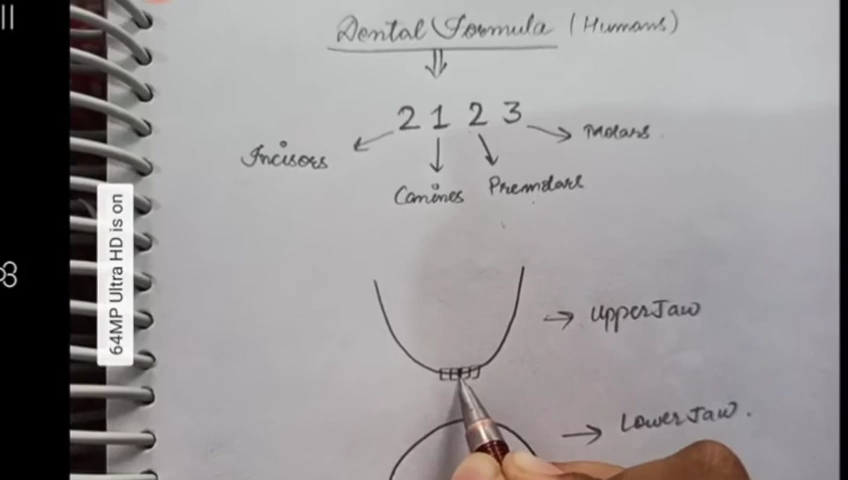 Dental Formula (Humans)
2 1 2 3
Incisors
Molars
Canines
Premolars
Upper Jaw
Lower Jaw.
64MP Ultra HD is on